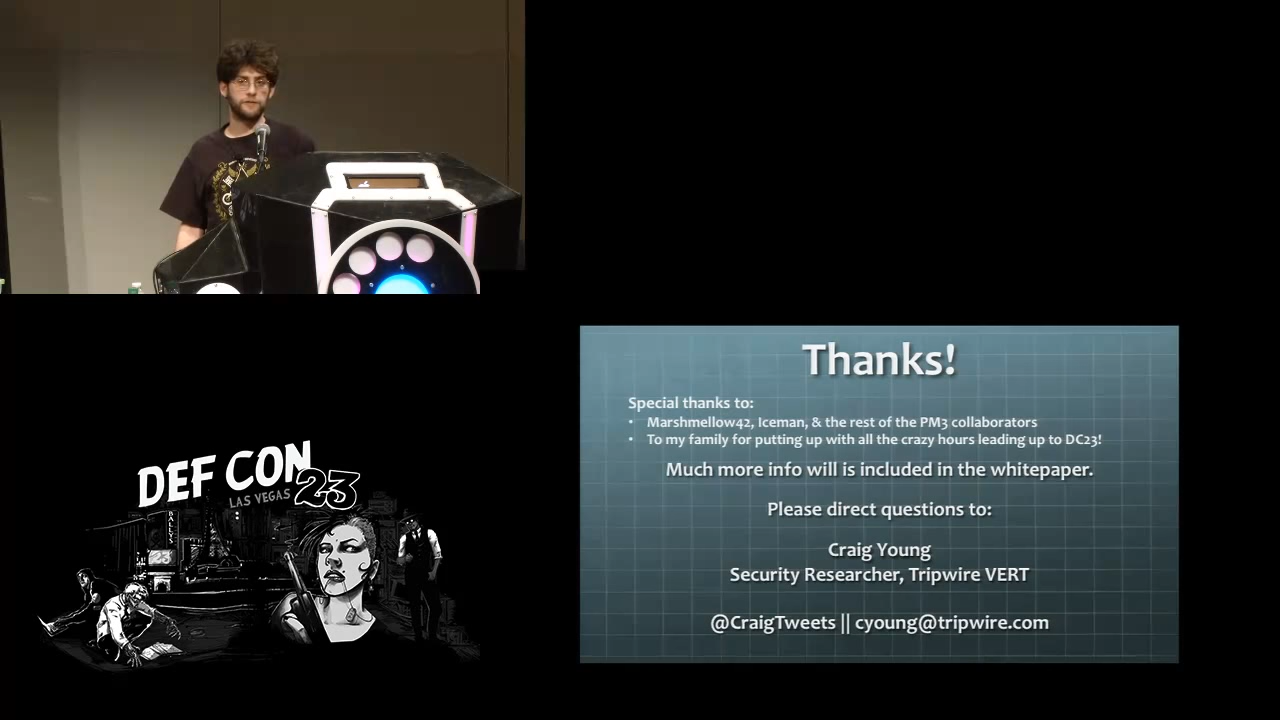 DEF CON
LAS VEGAS 23
BALLYS
Thanks!
Special thanks to:
• Marshmellow42, Iceman, & the rest of the PM3 collaborators
• To my family for putting up with all the crazy hours leading up to DC23!
Much more info will is included in the whitepaper.
Please direct questions to:
Craig Young
Security Researcher, Tripwire VERT
@CraigTweets || cyoung@tripwire.com